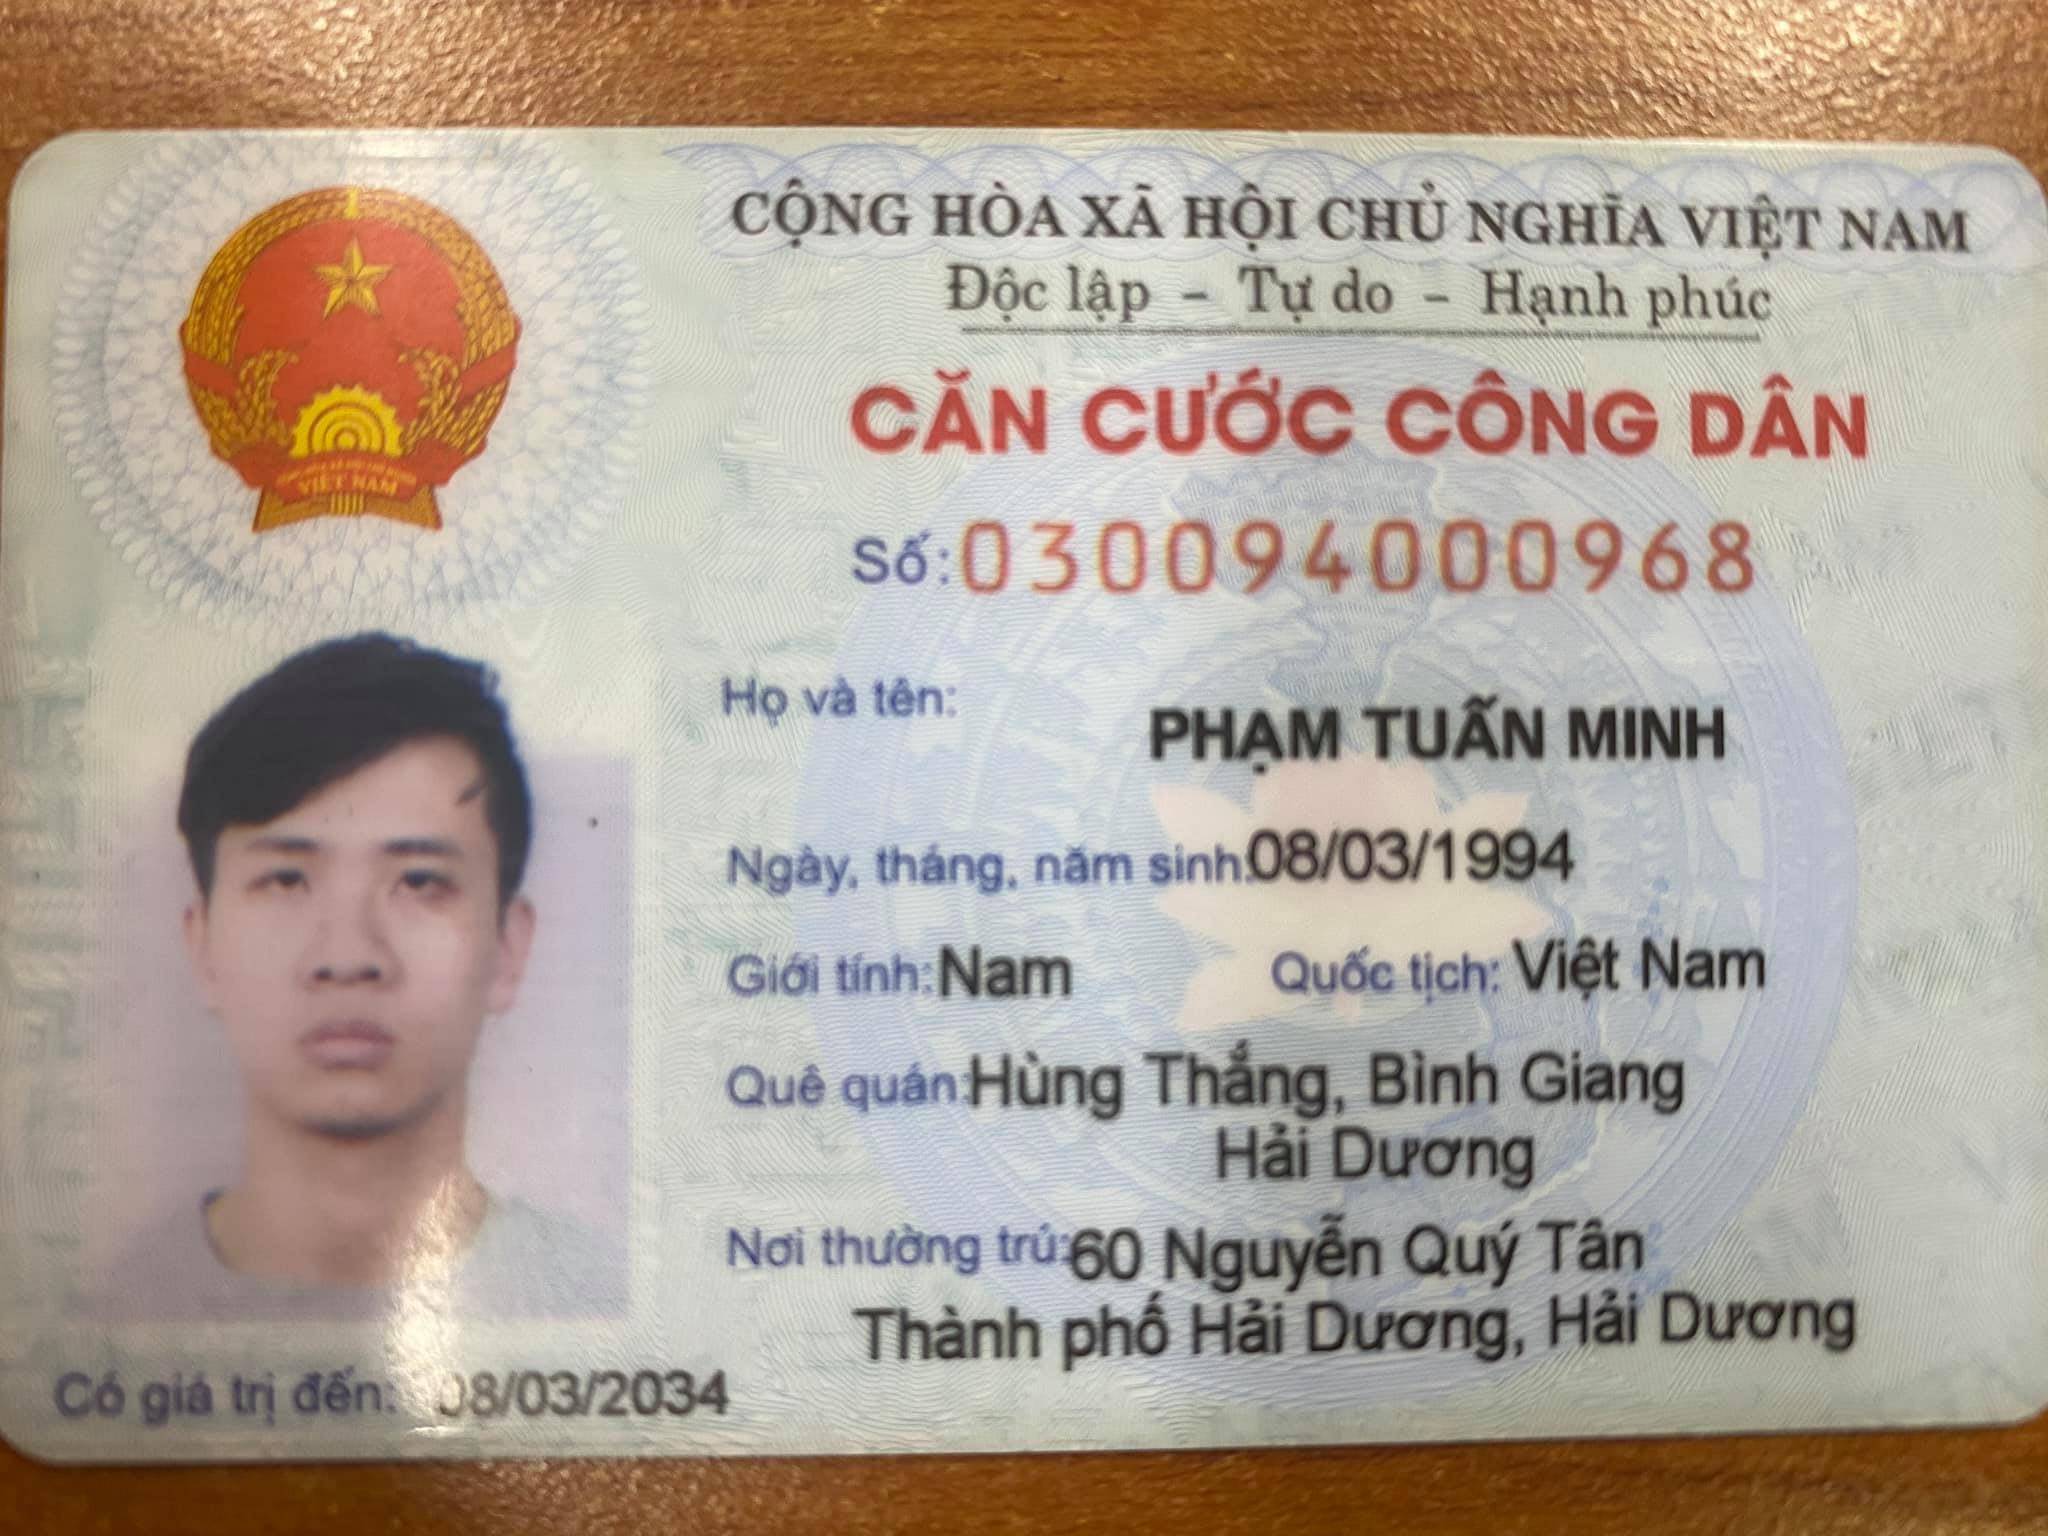 CỘNG HÒA XÃ HỘI CHỦ NGHĨA VIỆT NAM
Độc lập - Tự do - Hạnh phúc
CĂN CƯỚC CÔNG DÂN
Số: 030094000968
Họ và tên: PHẠM TUẤN MINH
Ngày, tháng, năm sinh: 08/03/1994
Giới tính: Nam Quốc tịch: Việt Nam
Quê quán: Hùng Thắng, Bình Giang
Hải Dương
Nơi thường trú: 60 Nguyễn Quý Tân
Thành phố Hải Dương, Hải Dương
Có giá trị đến: 08/03/2034
VIỆT NAM